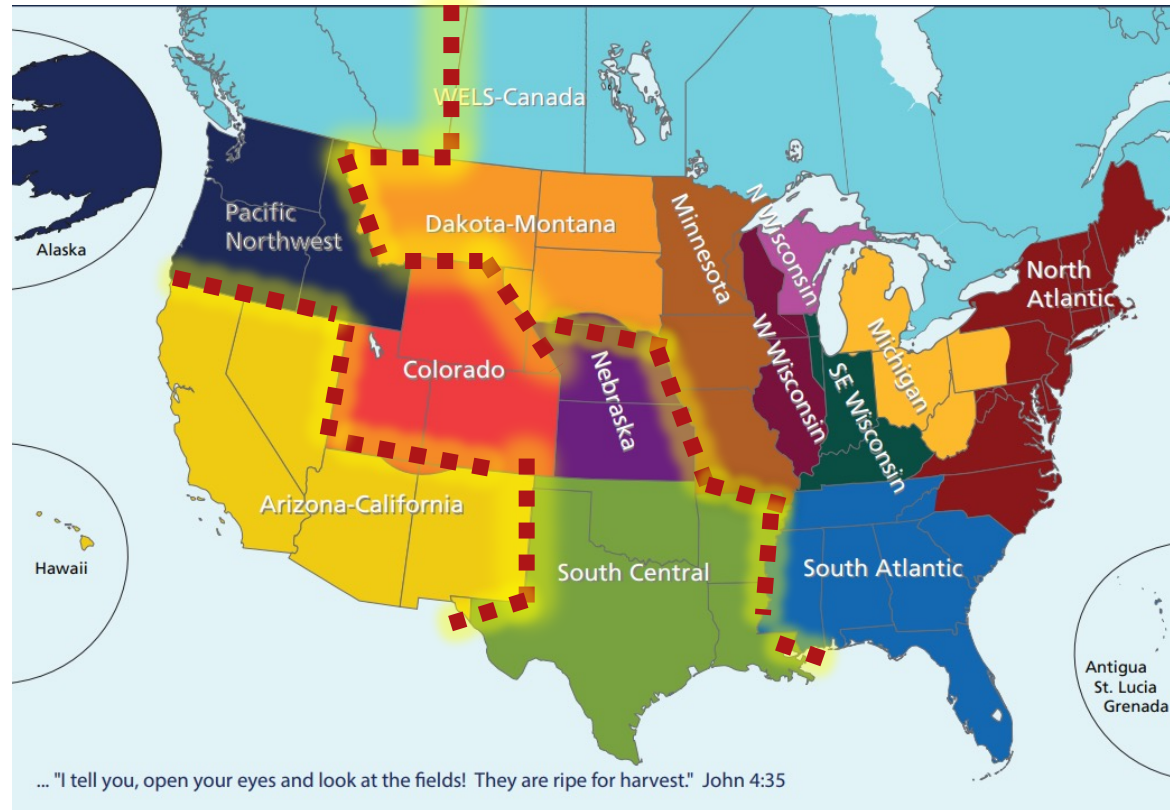 WELS-Canada
Pacific
Northwest
Alaska
Dakota-Montana
Minnesota
N Wisconsin
North
Atlantic
Michigan
W Wisconsin
SE Wisconsin
Colorado
Nebraska
Arizona-California
Hawaii
South Central
South Atlantic
Antigua
St. Lucia
Grenada
... "I tell you, open your eyes and look at the fields!  They are ripe for harvest."  John 4:35